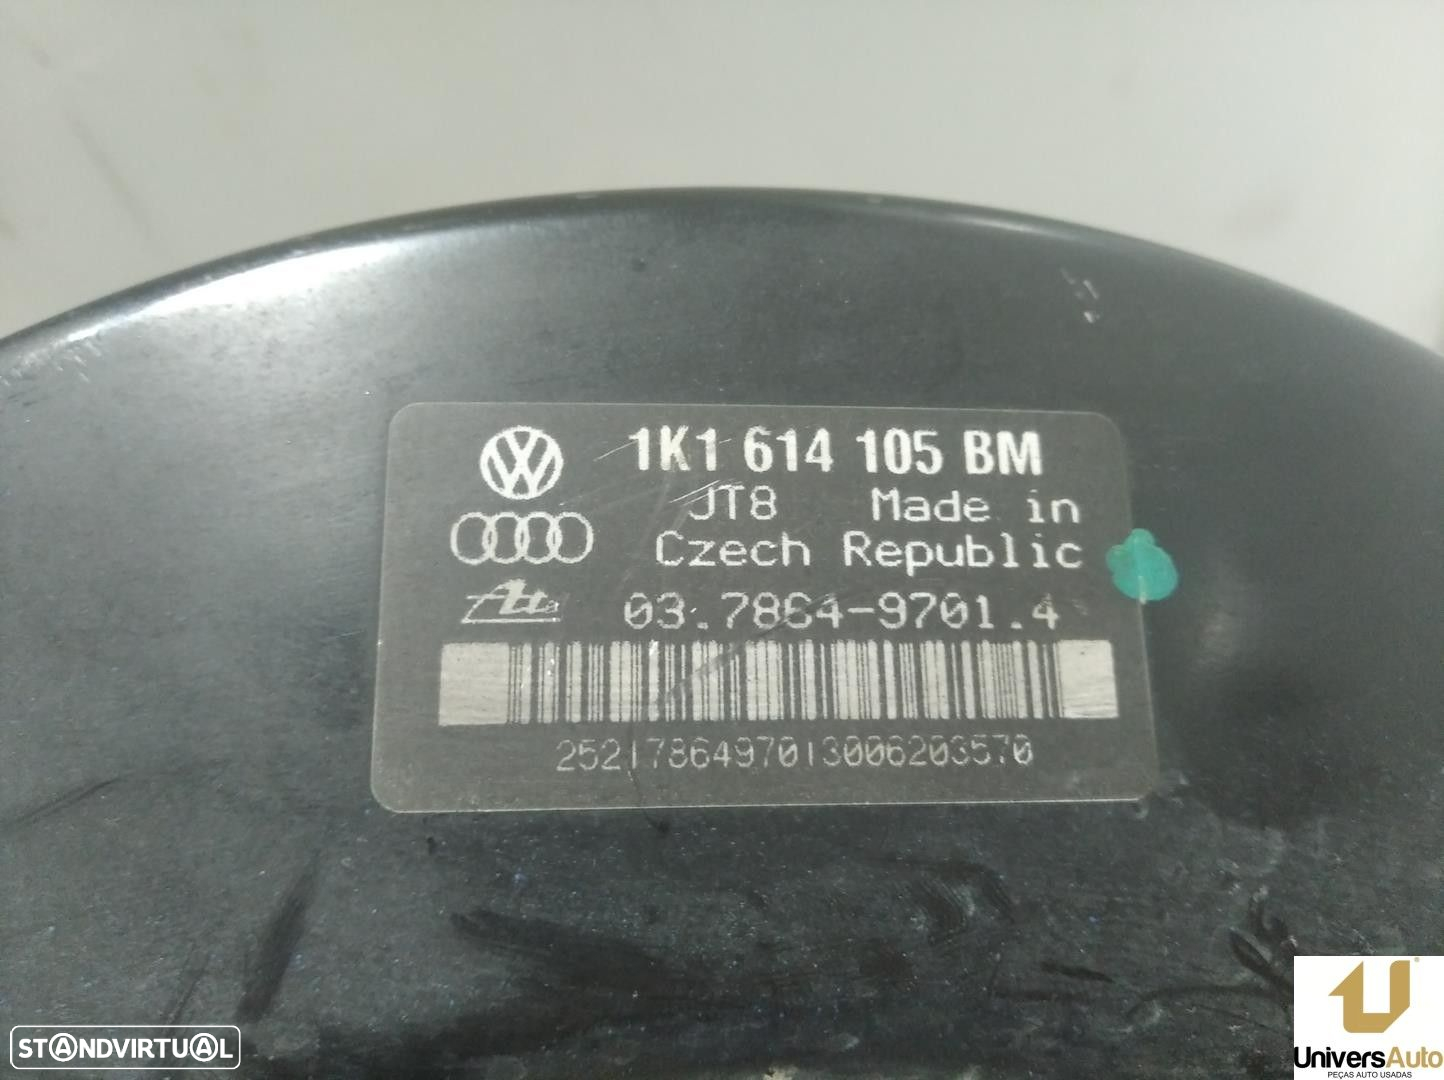 1K1 614 105 BM
JT8 Made in
Czech Republic
Ate 03.7864-9701.4
2521786497013006203570
STANDVIRTUAL
UniversAuto
PEÇAS AUTO USADAS